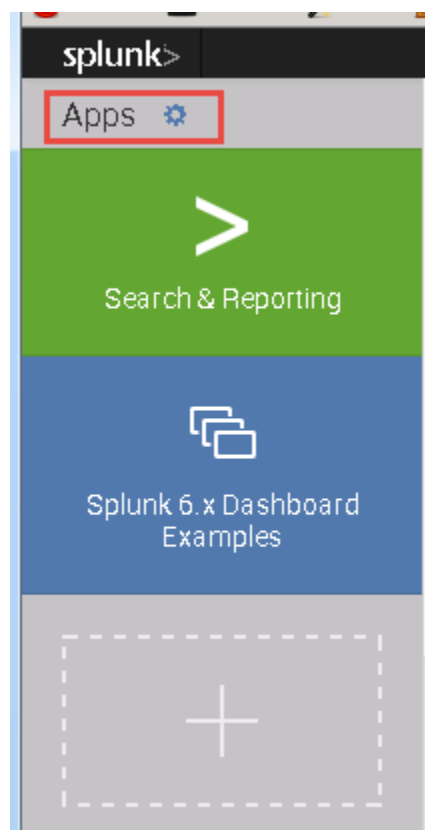 splunk>
Apps
>
Search & Reporting
Splunk 6.x Dashboard
Examples